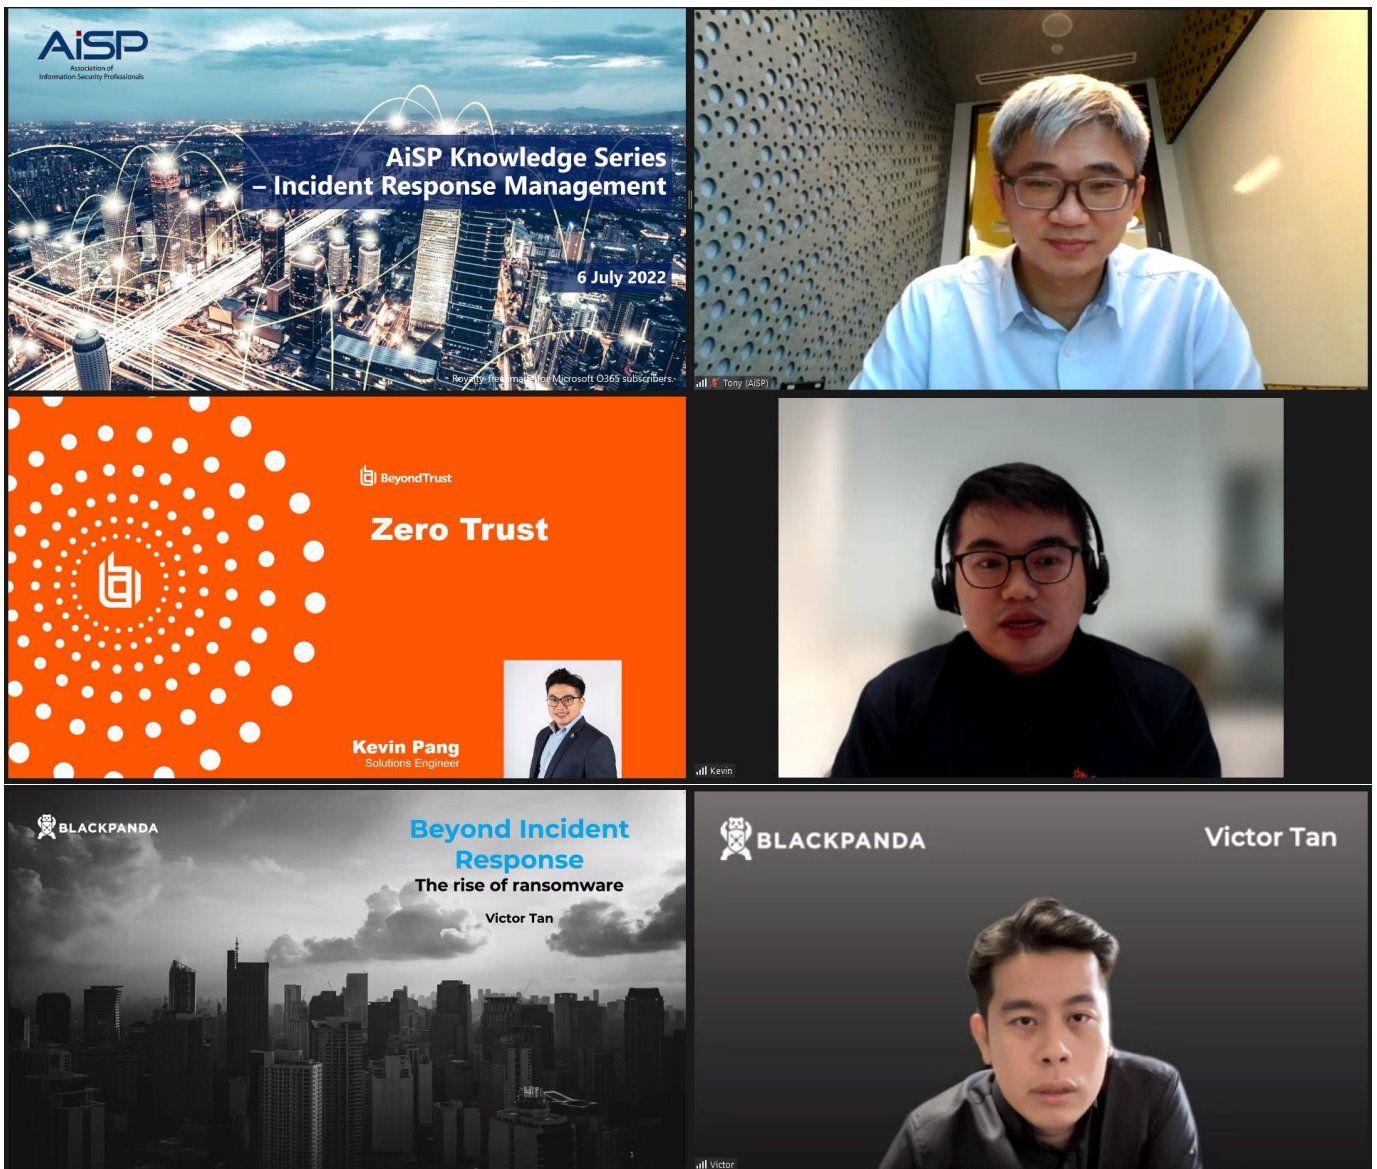 AiSP
Association of
Information Security Professionals
AiSP Knowledge Series
– Incident Response Management
6 July 2022
Royalty-free made for Microsoft O365 subscribers.
Tony (AiSP)
BeyondTrust
Zero Trust
Kevin Pang
Solutions Engineer
Kevin
BLACKPANDA
Beyond Incident
Response
The rise of ransomware
Victor Tan
1
BLACKPANDA
Victor Tan
Victor